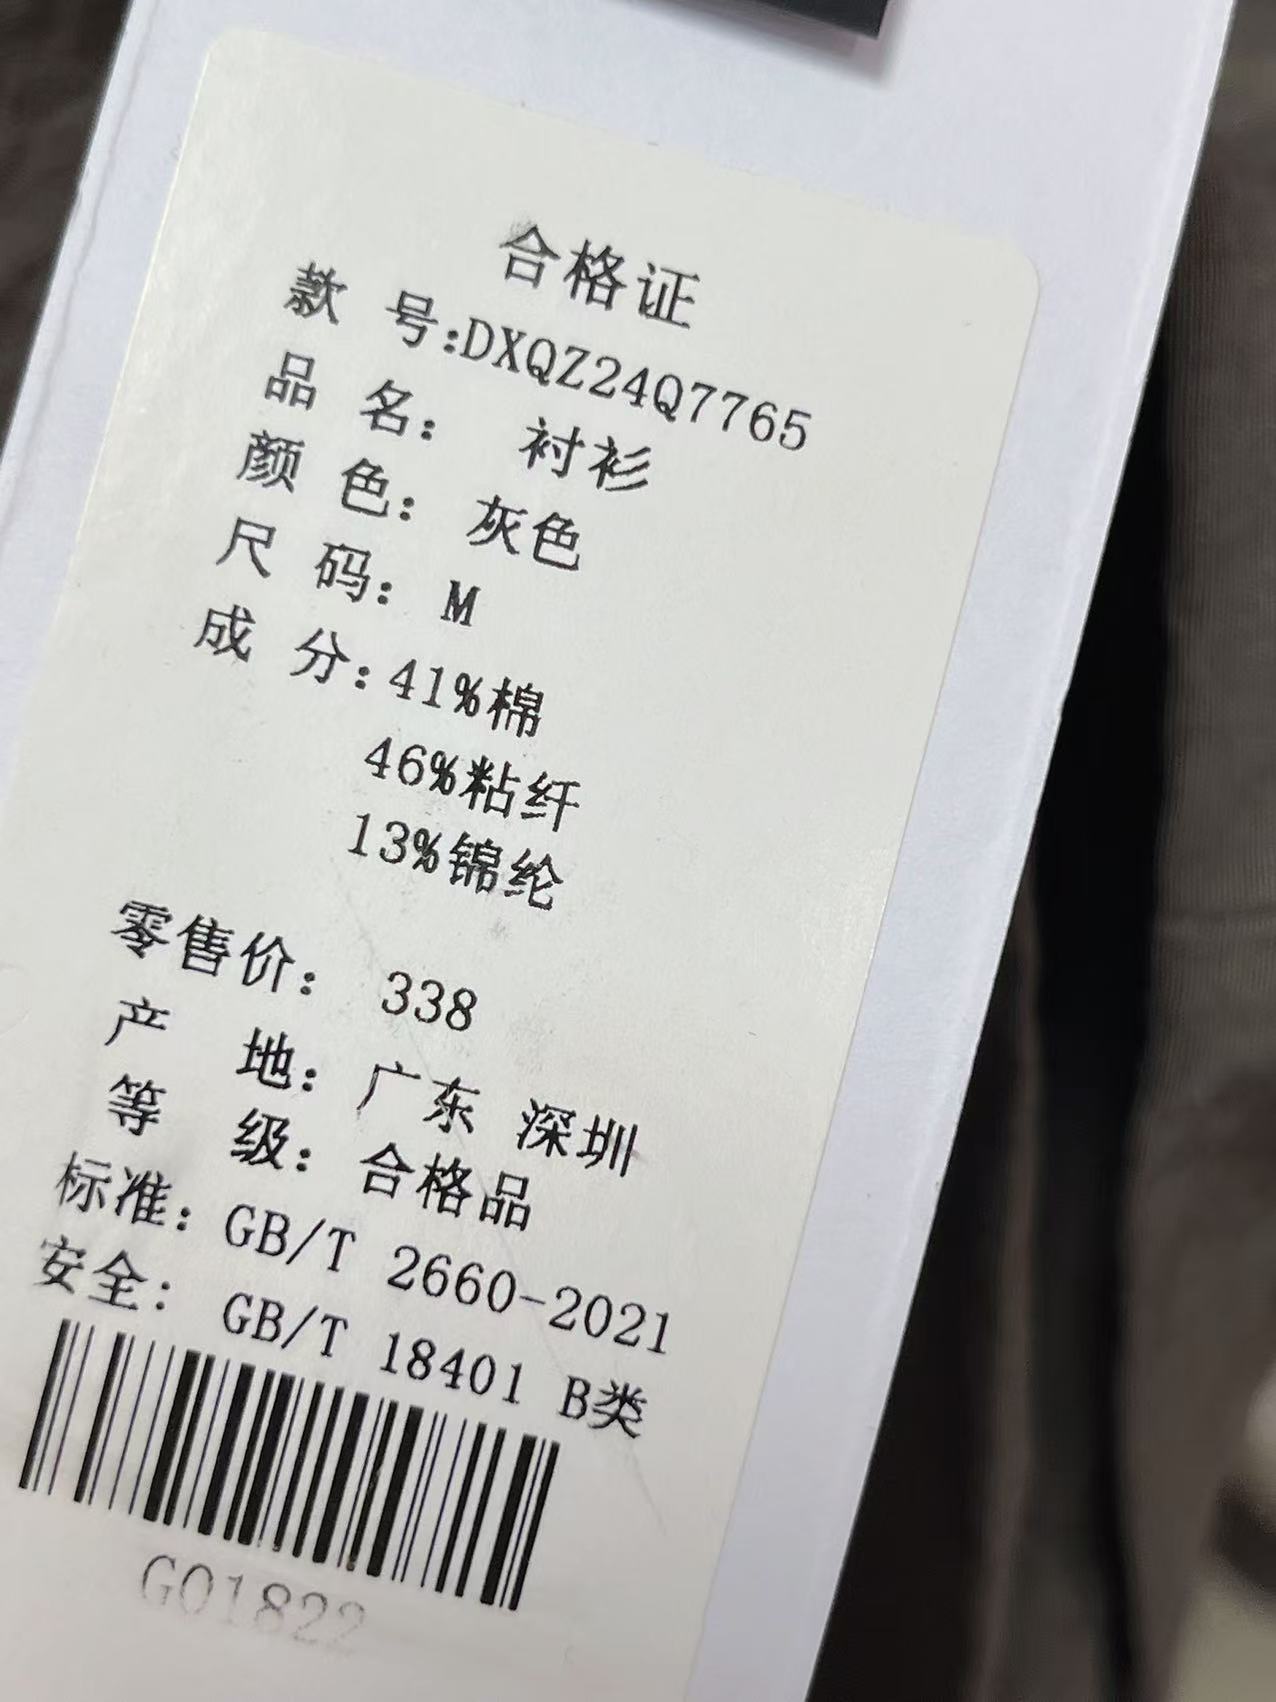 合格证
款 号:DXQZ24Q7765
品 名: 衬衫
颜 色: 灰色
尺 码: M
成 分:41%棉
46%粘纤
13%锦纶
零售价: 338
产 地: 广东 深圳
等 级: 合格品
标准: GB/T 2660-2021
安全: GB/T 18401 B类
G01822